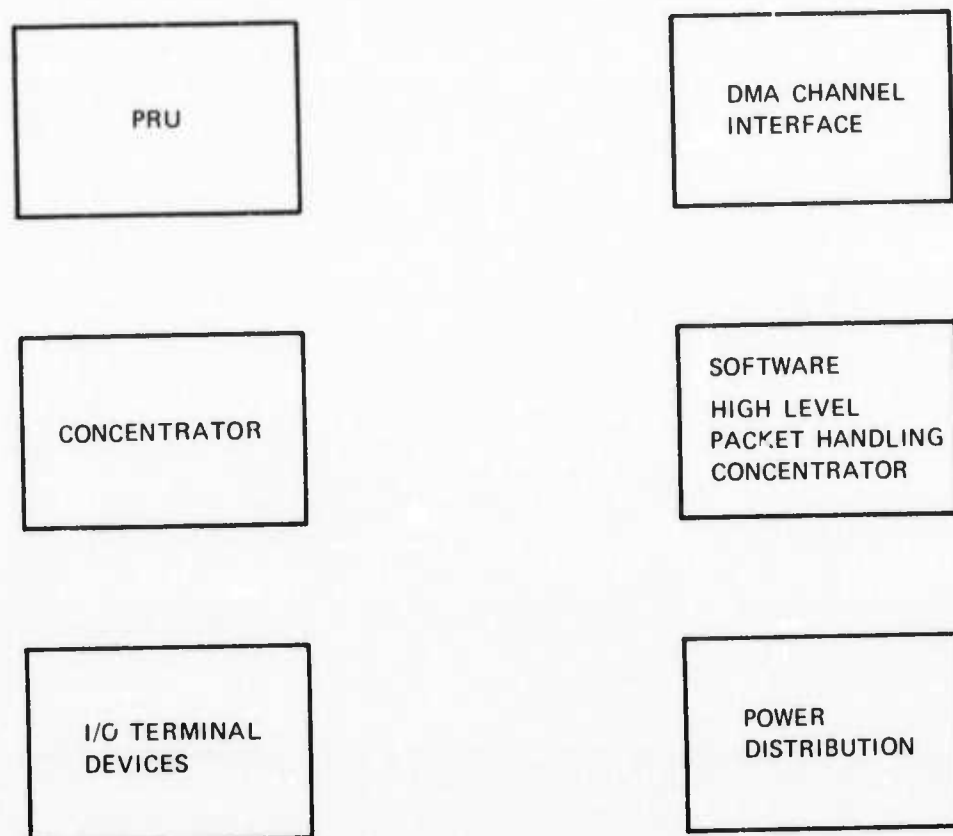 PRU
DMA CHANNEL
INTERFACE
CONCENTRATOR
SOFTWARE
HIGH LEVEL
PACKET HANDLING
CONCENTRATOR
I/O TERMINAL
DEVICES
POWER
DISTRIBUTION